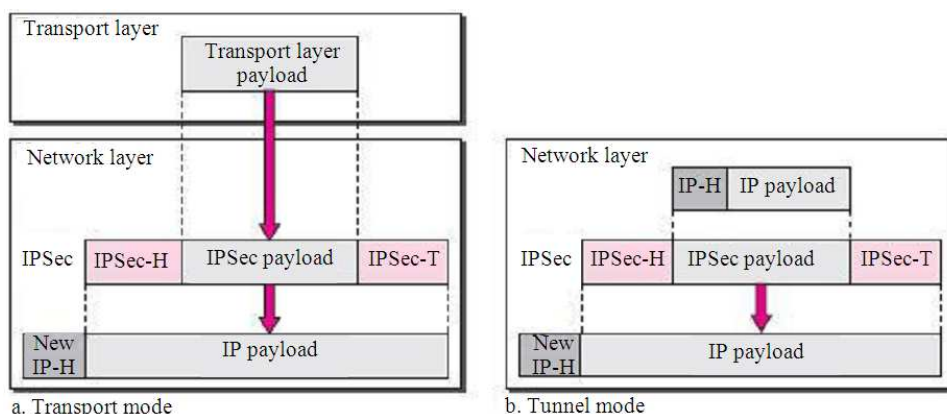 Transport layer
Transport layer
payload
Network layer
IPSec
IPSec-H
IPSec payload
IPSec-T
New
IP-H
IP payload
a. Transport mode
Network layer
IP-H
IP payload
IPSec
IPSec-H
IPSec payload
IPSec-T
New
IP-H
IP payload
b. Tunnel mode